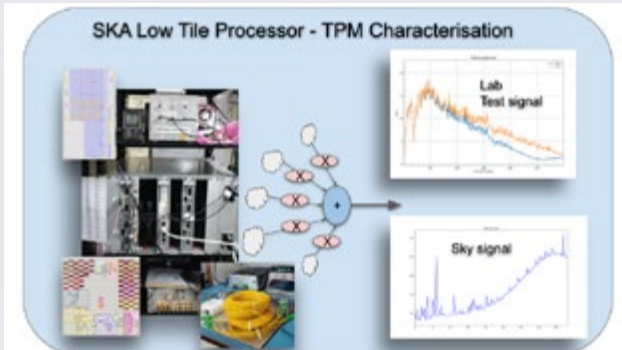 SKA Low Tile Processor - TPM Characterisation
Lab
Test signal
X
X
X
X
X
+
Sky signal